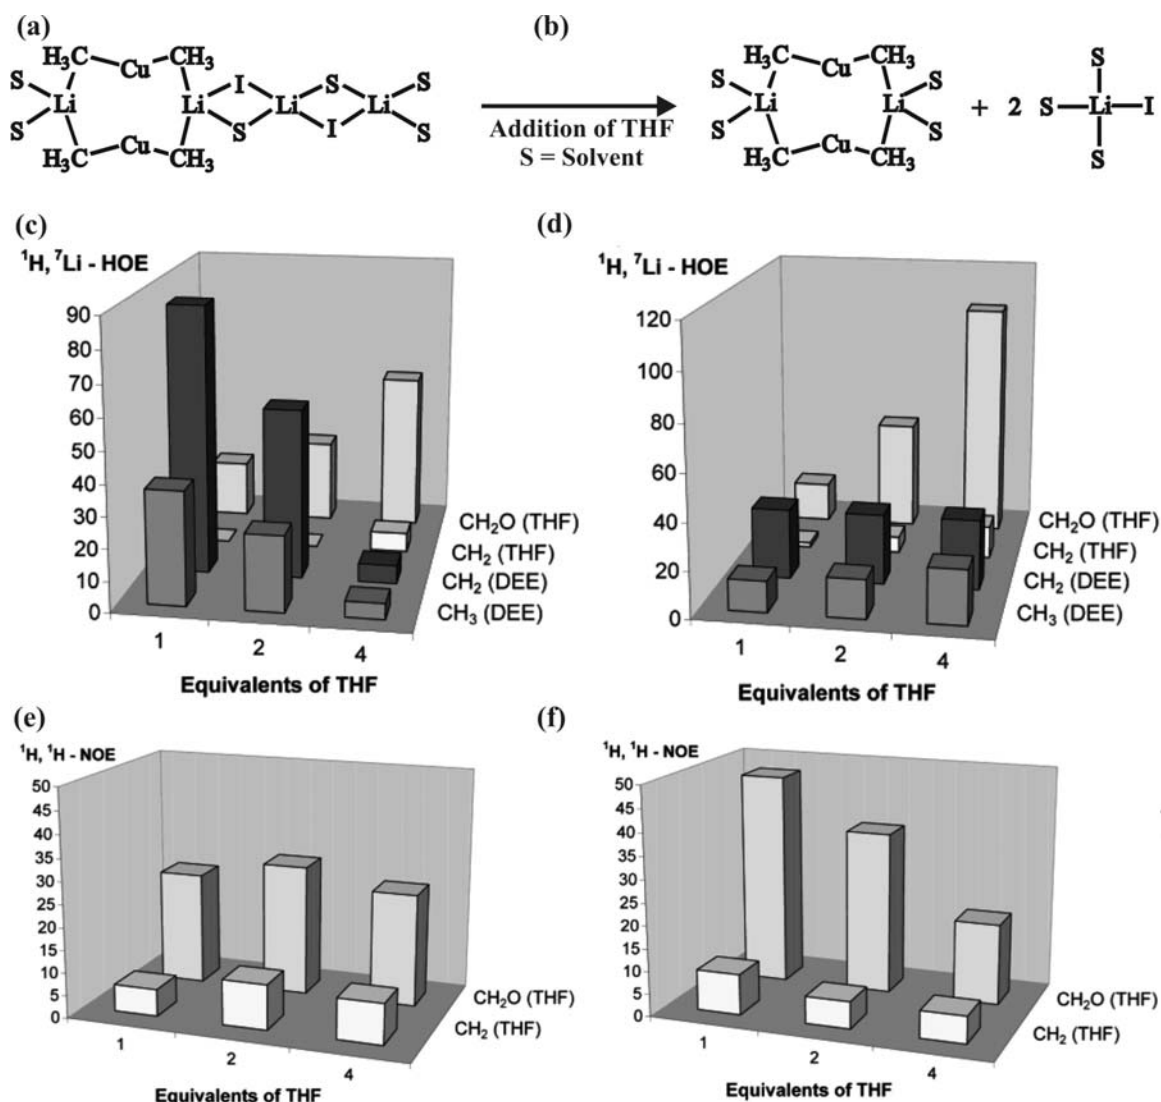 (a)
(b)
H₃C Cu CH₃
S Li S
Li I Li S Li S
S I S
H₃C Cu CH₃
Addition of THF
S = Solvent
H₃C Cu CH₃
S Li Li S
S S
H₃C Cu CH₃
+ 2
S
S Li I
S
(c)
¹H, ⁷Li - HOE
90
80
70
60
50
40
30
20
10
0
1 2 4
CH₂O (THF)
CH₂ (THF)
CH₂ (DEE)
CH₃ (DEE)
Equivalents of THF
(d)
¹H, ⁷Li - HOE
120
100
80
60
40
20
0
1 2 4
CH₂O (THF)
CH₂ (THF)
CH₂ (DEE)
CH₃ (DEE)
Equivalents of THF
(e)
¹H, ¹H - NOE
50
45
40
35
30
25
20
15
10
5
0
1 2 4
CH₂O (THF)
CH₂ (THF)
Equivalents of THF
(f)
¹H, ¹H - NOE
50
45
40
35
30
25
20
15
10
5
0
1 2 4
CH₂O (THF)
CH₂ (THF)
Equivalents of THF